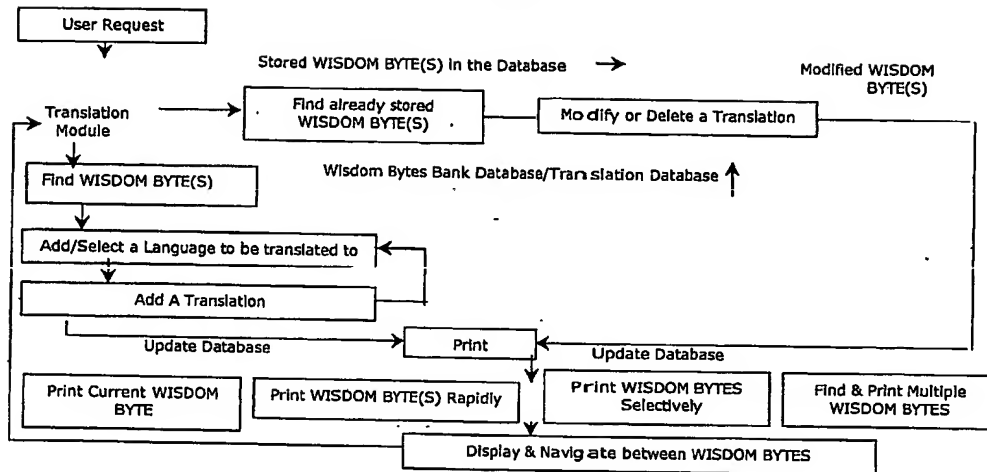 User Request
Stored WISDOM BYTE(S) in the Database
Modified WISDOM
BYTE(S)
Translation
Module
Find already stored
WISDOM BYTE(S)
Modify or Delete a Translation
Find WISDOM BYTE(S)
Wisdom Bytes Bank Database/Translation Database
Add/Select a Language to be translated to
Add A Translation
Update Database
Print
Update Database
Print Current WISDOM
BYTE
Print WISDOM BYTE(S) Rapidly
Print WISDOM BYTES
Selectively
Find & Print Multiple
WISDOM BYTES
Display & Navigate between WISDOM BYTES